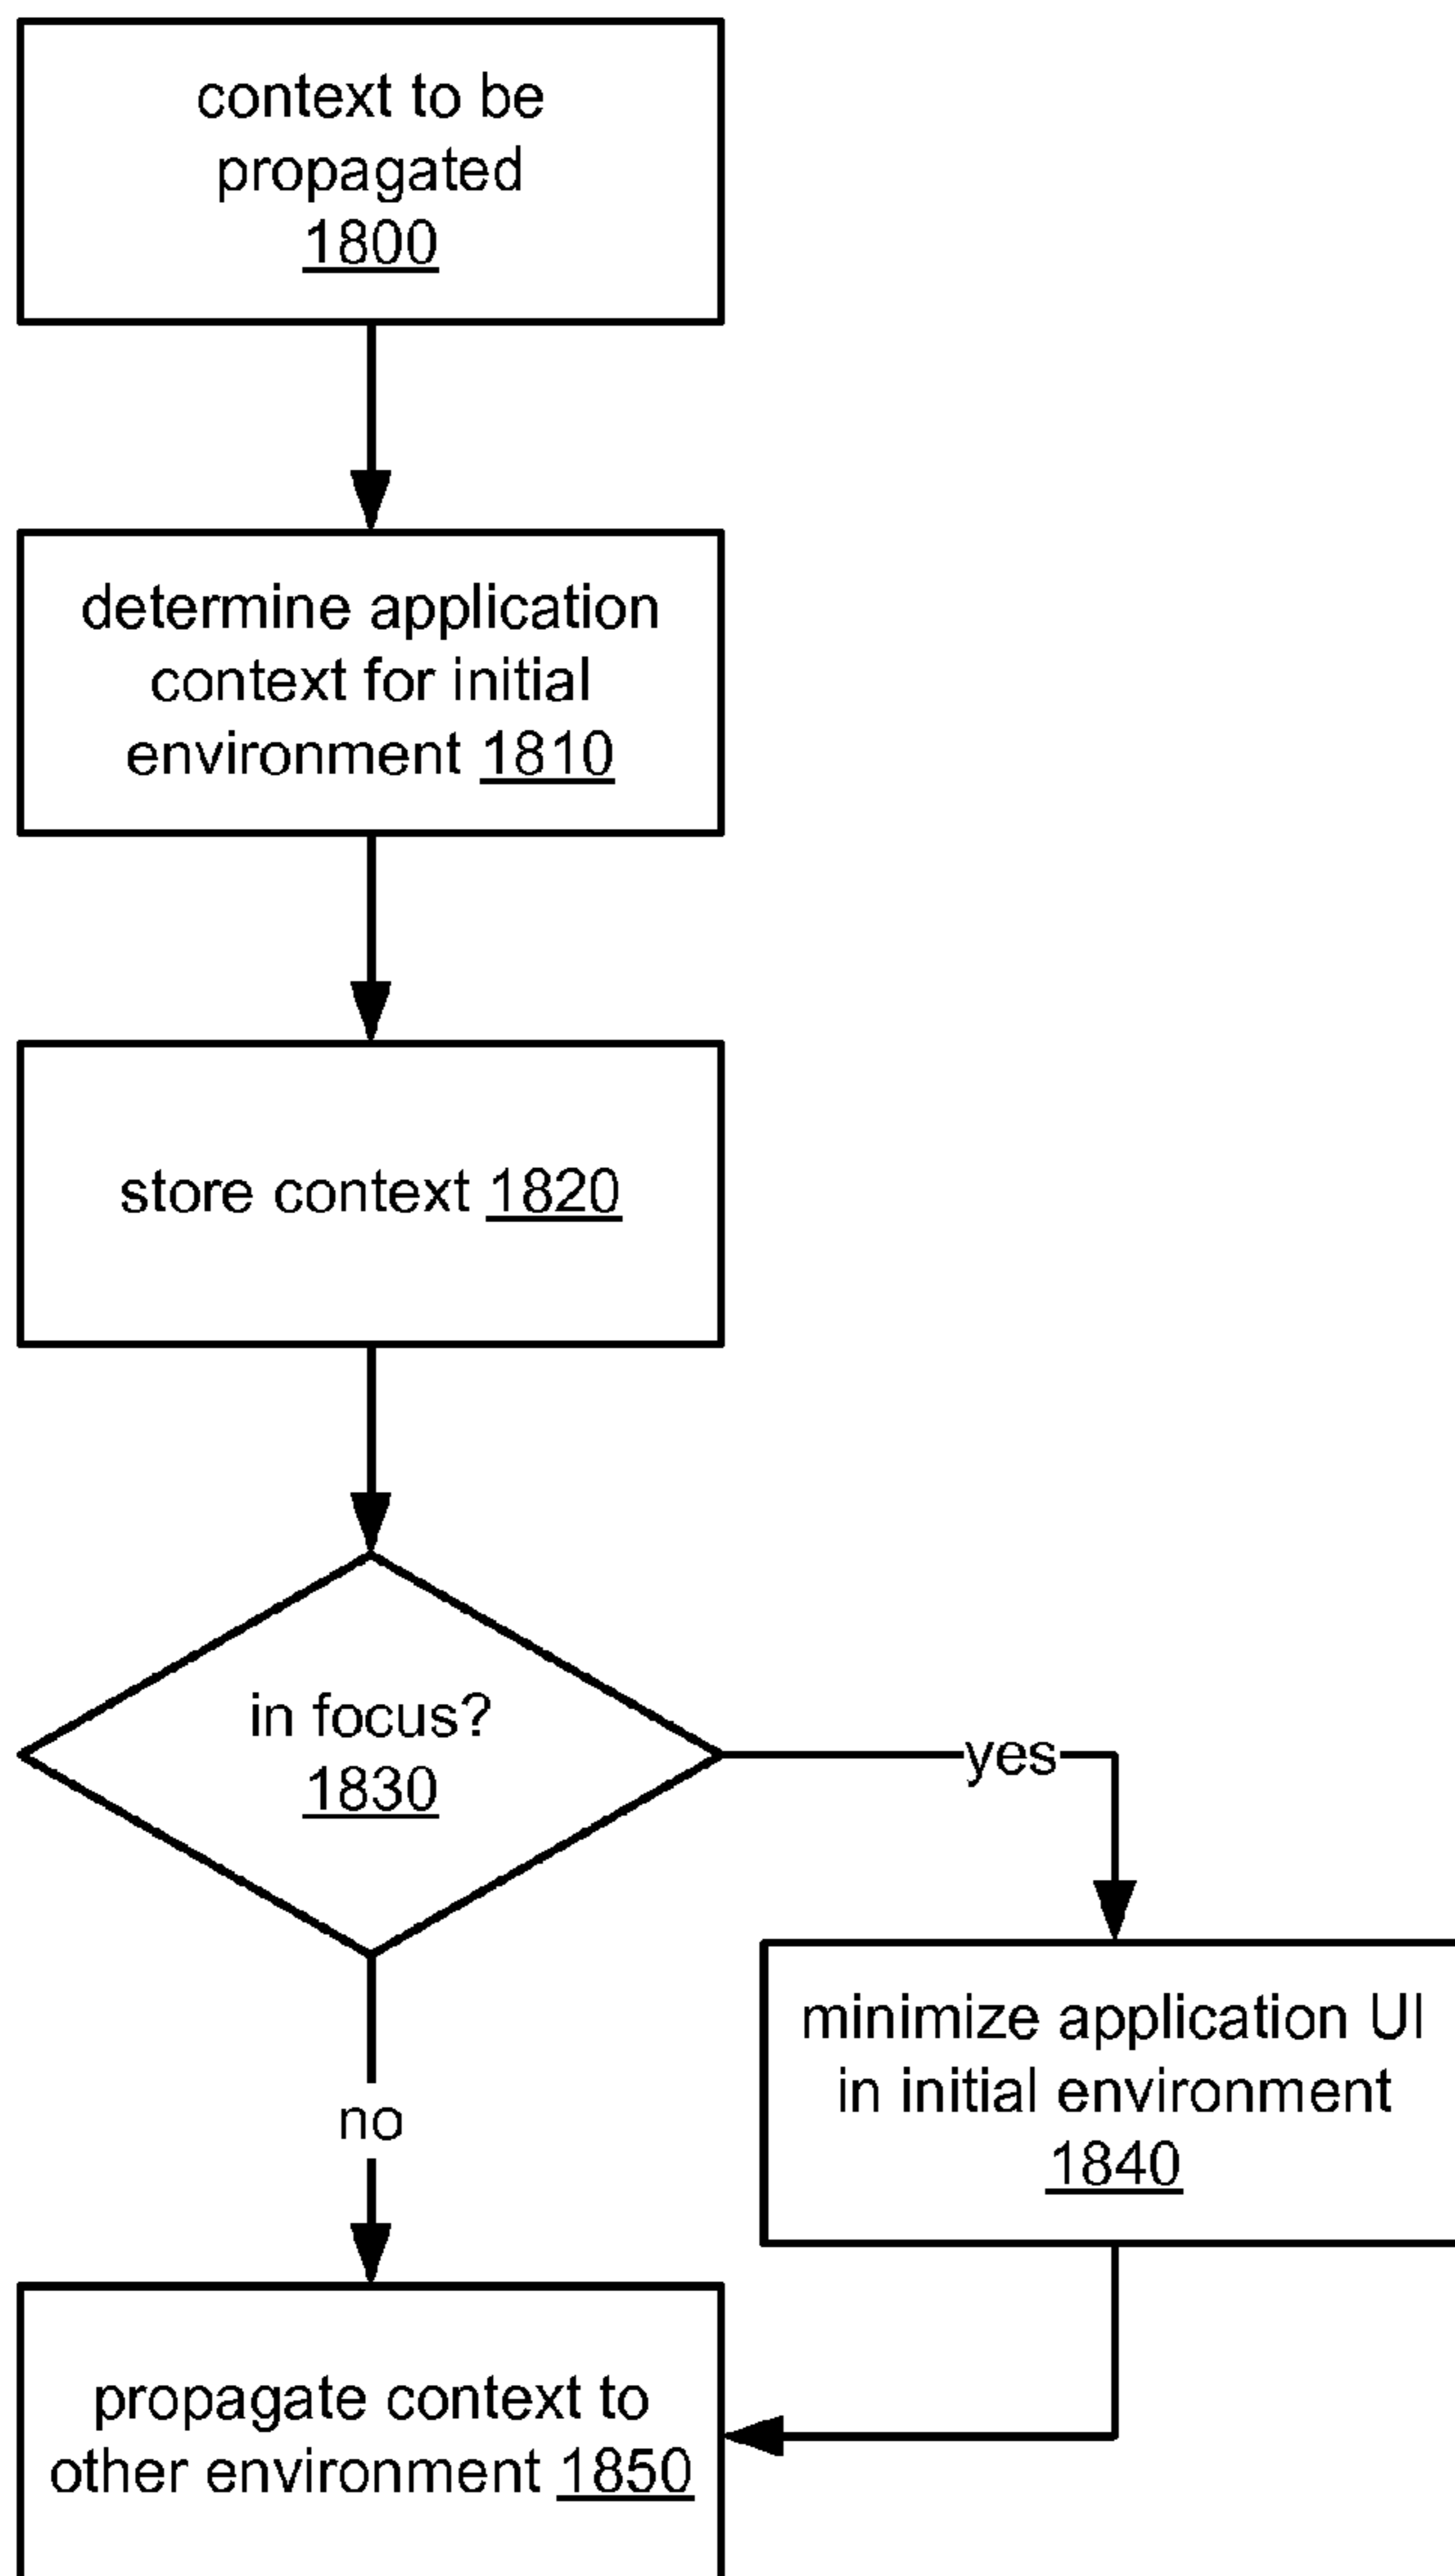 context to be
propagated
1800
determine application
context for initial
environment 1810
store context 1820
in focus?
1830
yes
no
minimize application UI
in initial environment
1840
propagate context to
other environment 1850